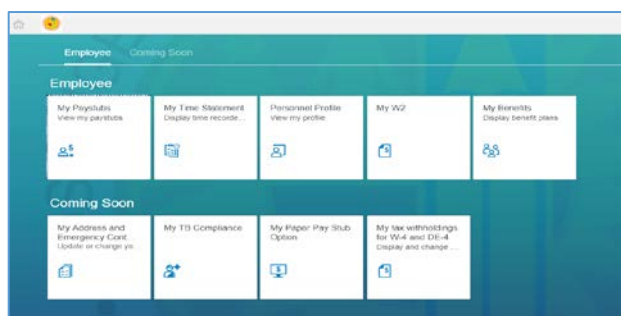 Employee Coming Soon
Employee
My Paystubs
View my paystubs
My Time Statement
Display time recorde...
Personnel Profile
View my profile
My W2
My Benefits
Display benefit plans
Coming Soon
My Address and
Emergency Cont...
Update or change yo...
My TB Compliance
My Paper Pay Stub
Option
My tax withholdings
for W-4 and DE-4
Display and change ...